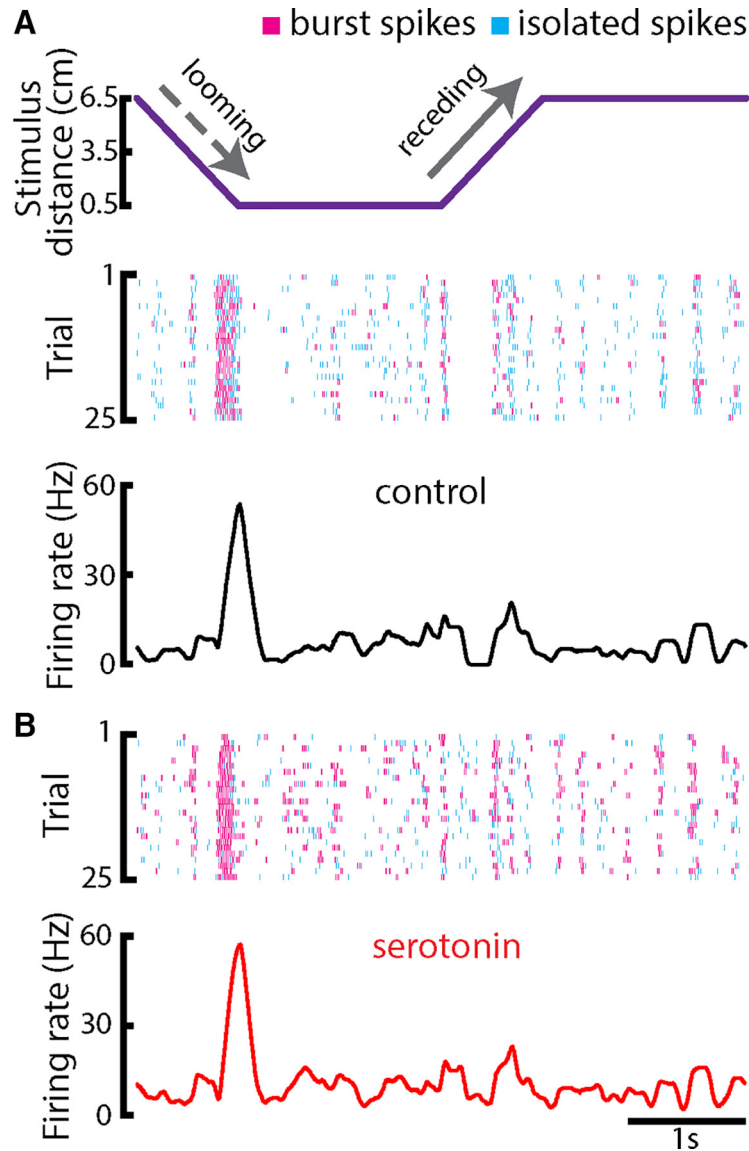 A
burst spikes isolated spikes
Stimulus
distance (cm)
6.5
3.5
0.5
looming
receding
Trial
1
25
Firing rate (Hz)
60
30
0
control
B
Trial
1
25
Firing rate (Hz)
60
30
0
serotonin
1s